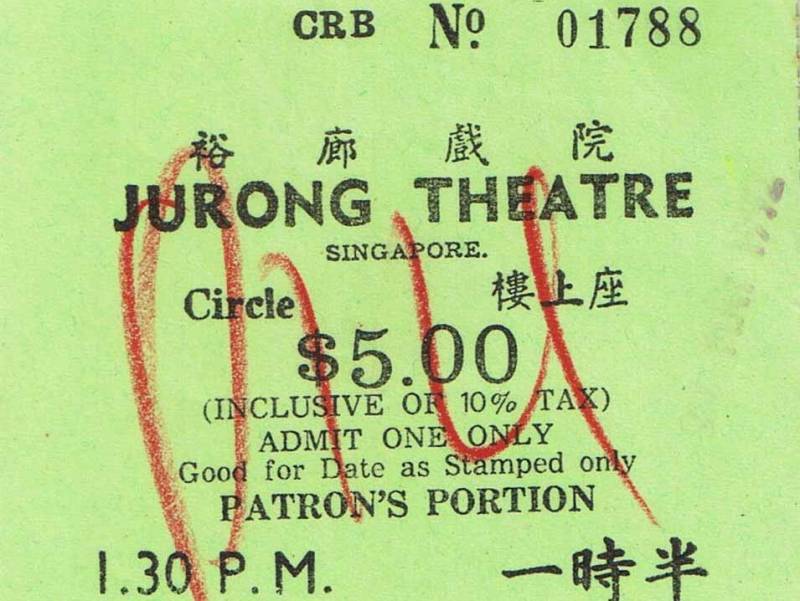 CRB Nº 01788
裕廊戲院
JURONG THEATRE
SINGAPORE.
Circle 樓上座
$5.00
(INCLUSIVE OF 10% TAX)
ADMIT ONE ONLY
Good for Date as Stamped only
PATRON'S PORTION
1.30 P.M. 一時半